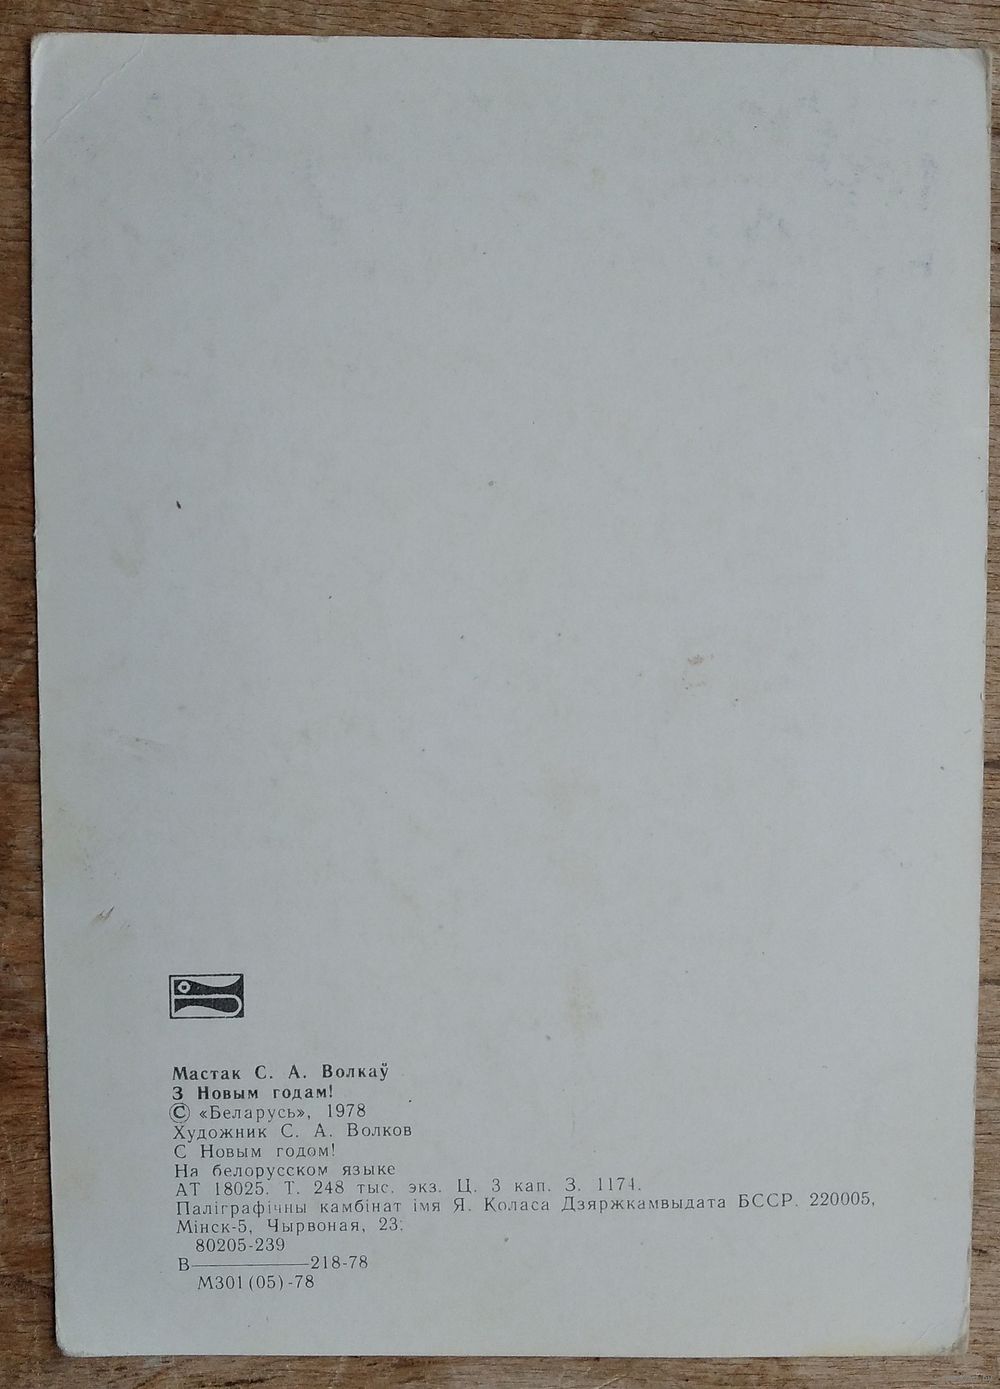 Мастак С. А. Волкаў
З Новым годам!
© «Беларусь», 1978
Художник С. А. Волков
С Новым годом!
На белорусском языке
АТ 18025. Т. 248 тыс. экз. Ц. 3 кап. З. 1174.
Паліграфічны камбінат імя Я. Коласа Дзяржкамвыдата БССР. 220005,
Мінск-5, Чырвоная, 23.
80205-239
В————218-78
М301(05)-78